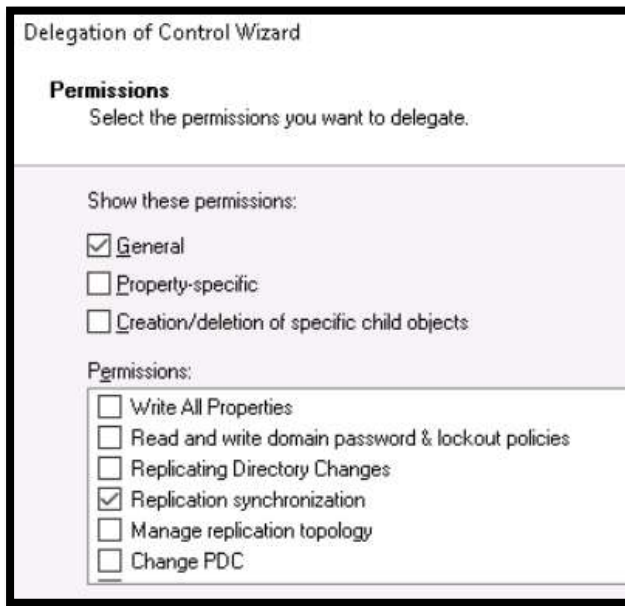 Delegation of Control Wizard
Permissions
Select the permissions you want to delegate.
Show these permissions:
General
Property-specific
Creation/deletion of specific child objects
Permissions:
Write All Properties
Read and write domain password & lockout policies
Replicating Directory Changes
Replication synchronization
Manage replication topology
Change PDC